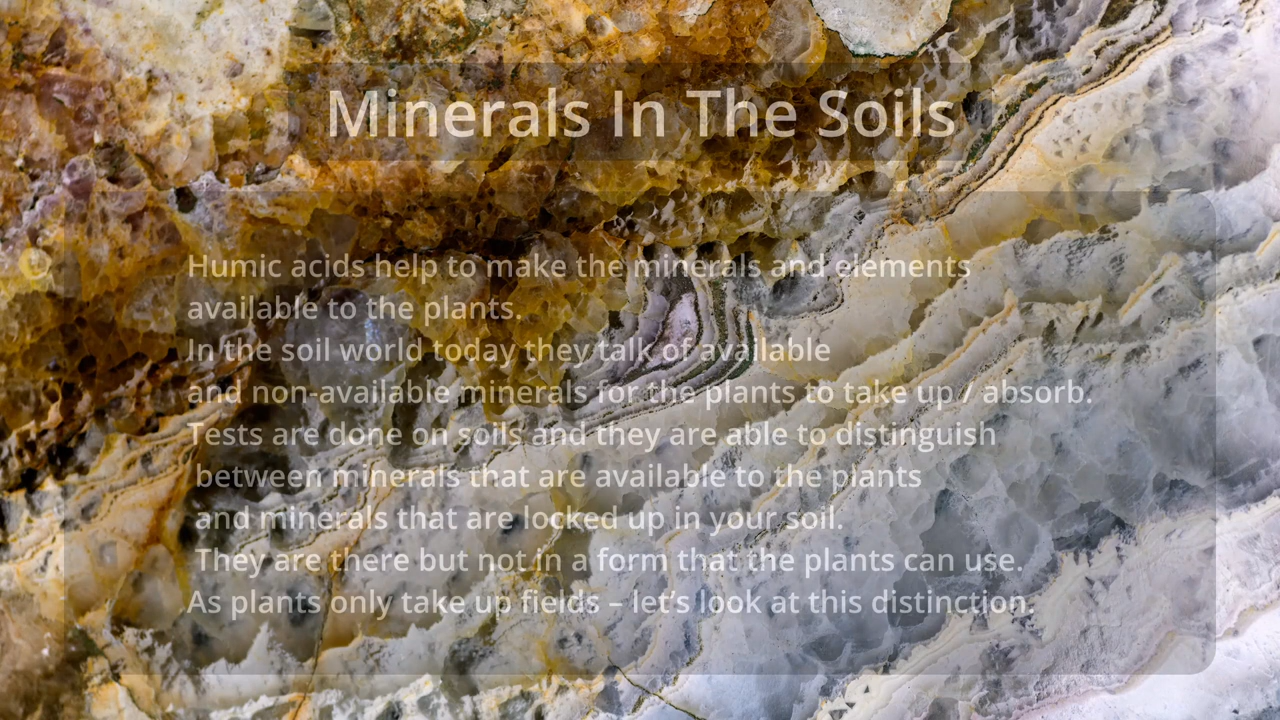 Minerals In The Soils
Humic acids help to make the minerals and elements
available to the plants.
In the soil world today they talk of available
and non-available minerals for the plants to take up / absorb.
Tests are done on soils and they are able to distinguish
between minerals that are available to the plants
and minerals that are locked up in your soil.
They are there but not in a form that the plants can use.
As plants only take up fields – let’s look at this distinction.